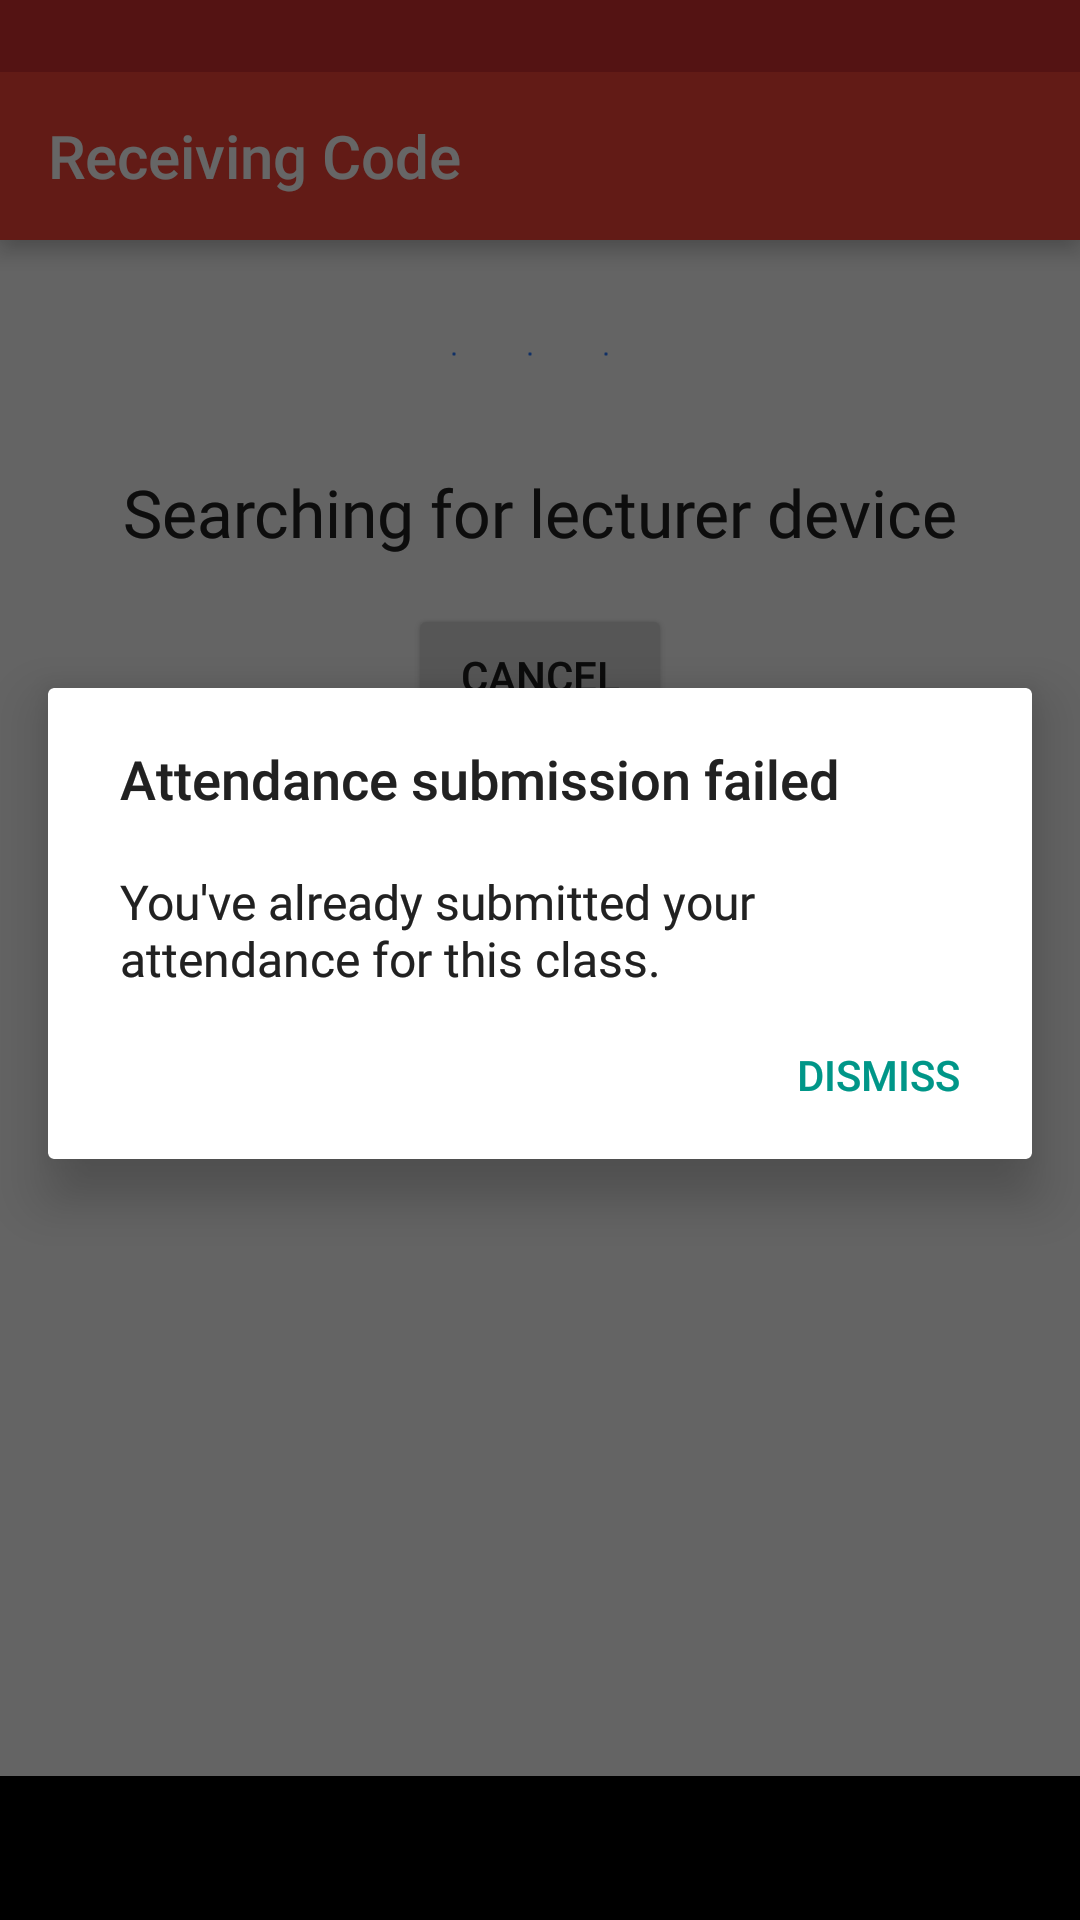 Receiving Code
Searching for lecturer device
CANCEL
Attendance submission failed
You've already submitted your
attendance for this class.
DISMISS